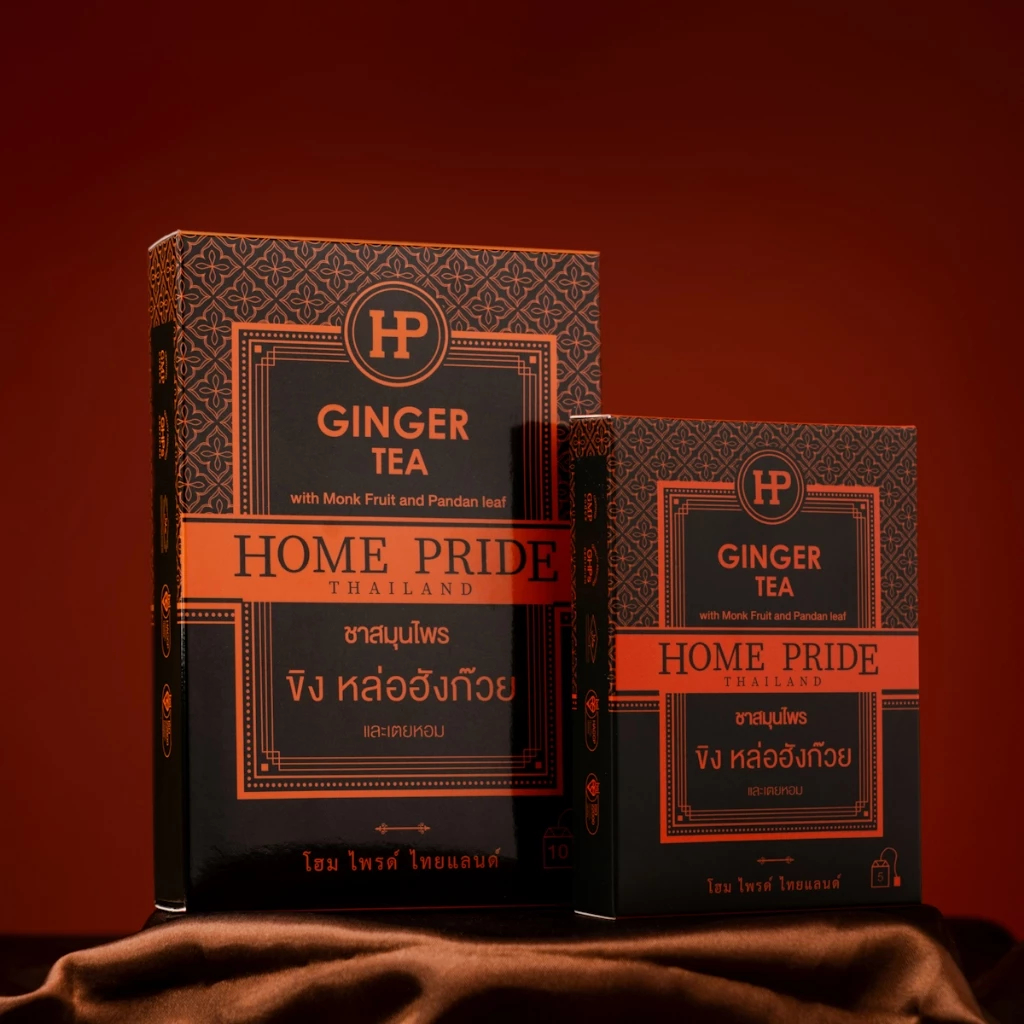 HP
GINGER
TEA
with Monk Fruit and Pandan leaf
HOME PRIDE
THAILAND
ชาสมุนไพร
ขิง หล่อฮังก๊วย
และเตยหอม
โฮม ไพรด์ ไทยแลนด์
10
HP
GINGER
TEA
with Monk Fruit and Pandan leaf
HOME PRIDE
THAILAND
ชาสมุนไพร
ขิง หล่อฮังก๊วย
และเตยหอม
โฮม ไพรด์ ไทยแลนด์
5
GMP
GMP